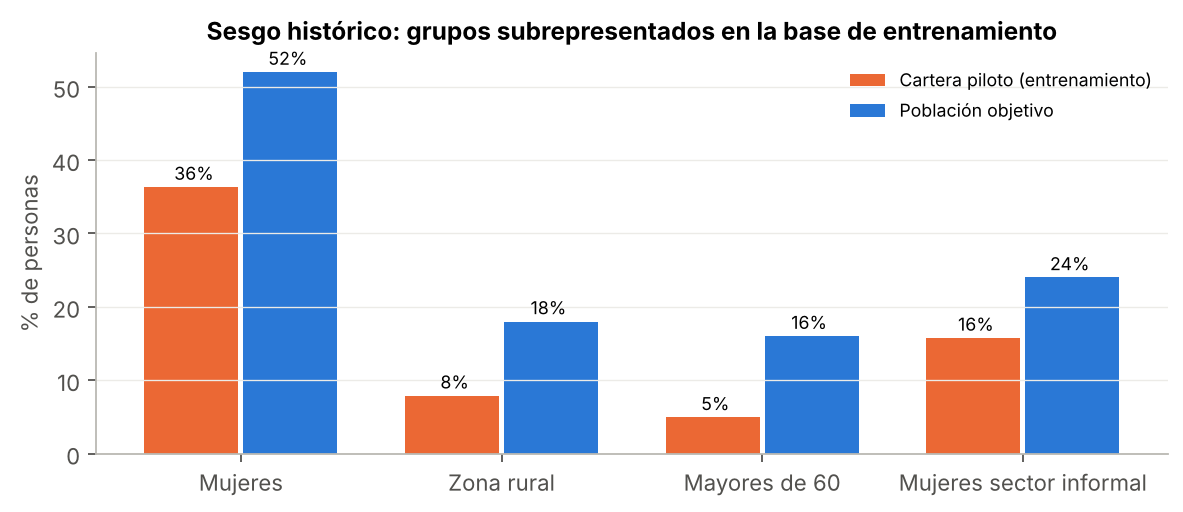 Sesgo histórico: grupos subrepresentados en la base de entrenamiento
Cartera piloto (entrenamiento)
Población objetivo
% de personas
50
40
30
20
10
0
36%
52%
8%
18%
5%
16%
16%
24%
Mujeres
Zona rural
Mayores de 60
Mujeres sector informal